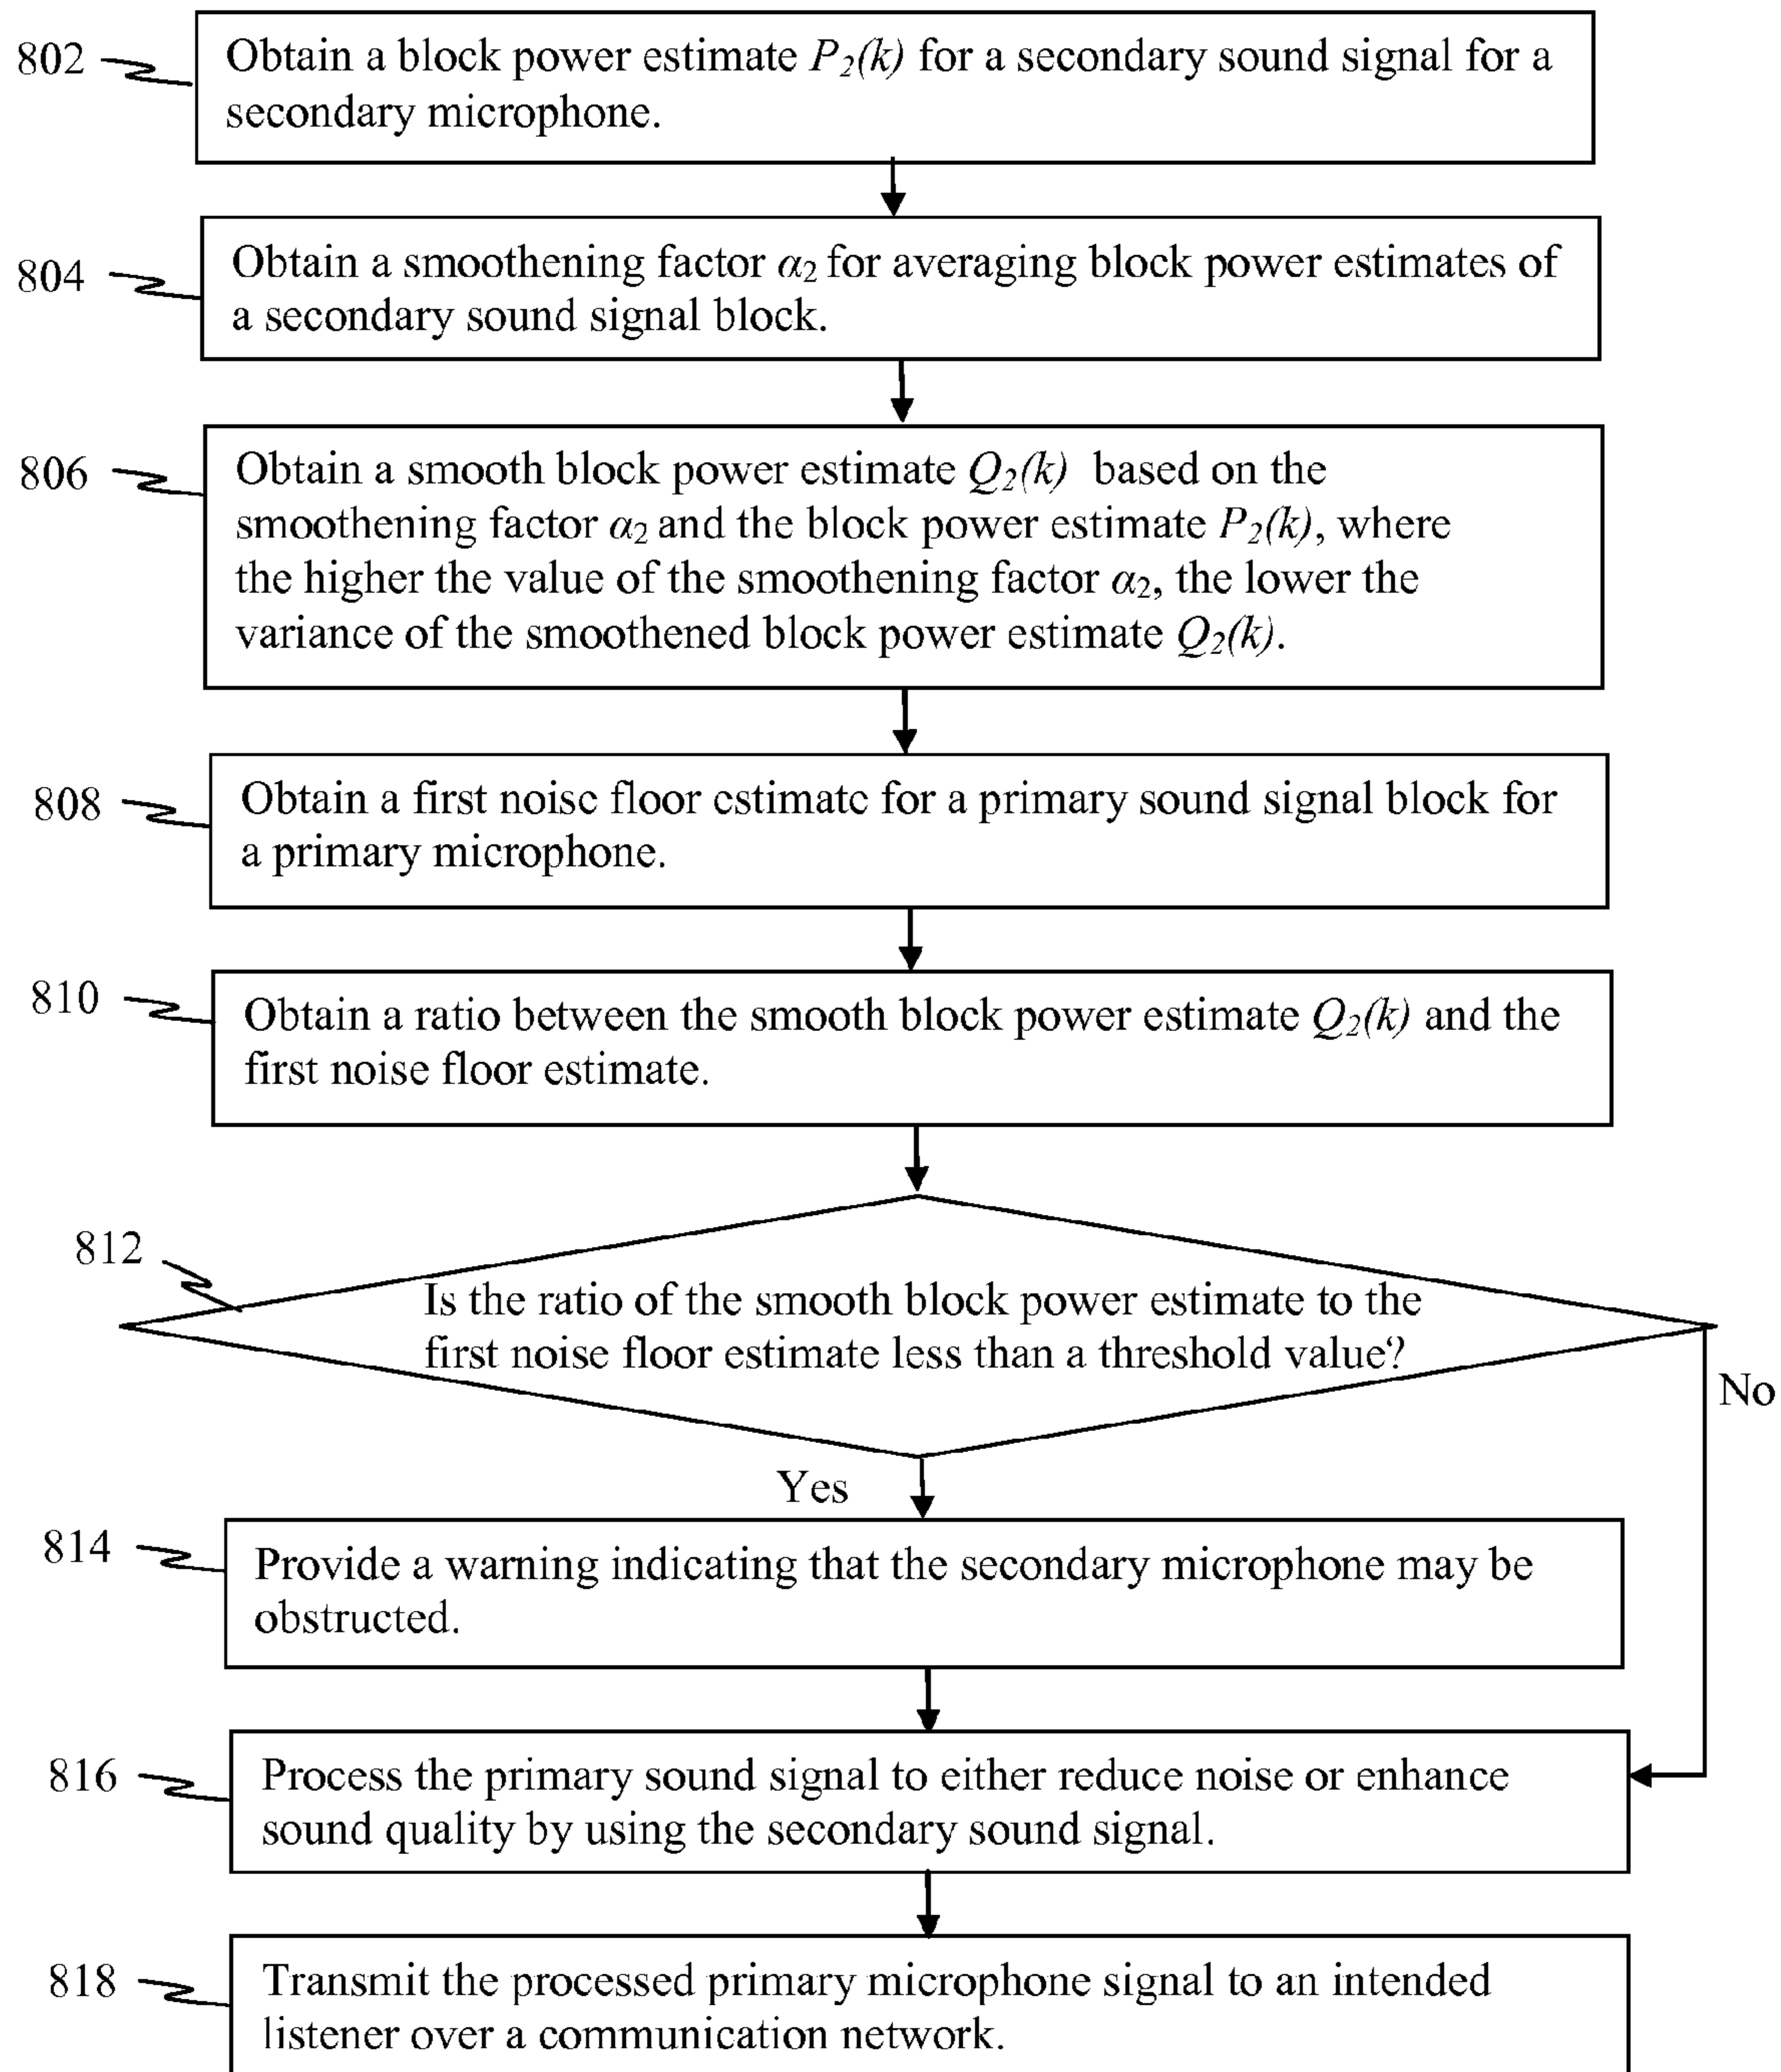 802
Obtain a block power estimate P₂(k) for a secondary sound signal for a
secondary microphone.
804
Obtain a smoothening factor α₂ for averaging block power estimates of
a secondary sound signal block.
806
Obtain a smooth block power estimate Q₂(k) based on the
smoothening factor α₂ and the block power estimate P₂(k), where
the higher the value of the smoothening factor α₂, the lower the
variance of the smoothened block power estimate Q₂(k).
808
Obtain a first noise floor estimate for a primary sound signal block for
a primary microphone.
810
Obtain a ratio between the smooth block power estimate Q₂(k) and the
first noise floor estimate.
812
Is the ratio of the smooth block power estimate to the
first noise floor estimate less than a threshold value?
No
Yes
814
Provide a warning indicating that the secondary microphone may be
obstructed.
816
Process the primary sound signal to either reduce noise or enhance
sound quality by using the secondary sound signal.
818
Transmit the processed primary microphone signal to an intended
listener over a communication network.